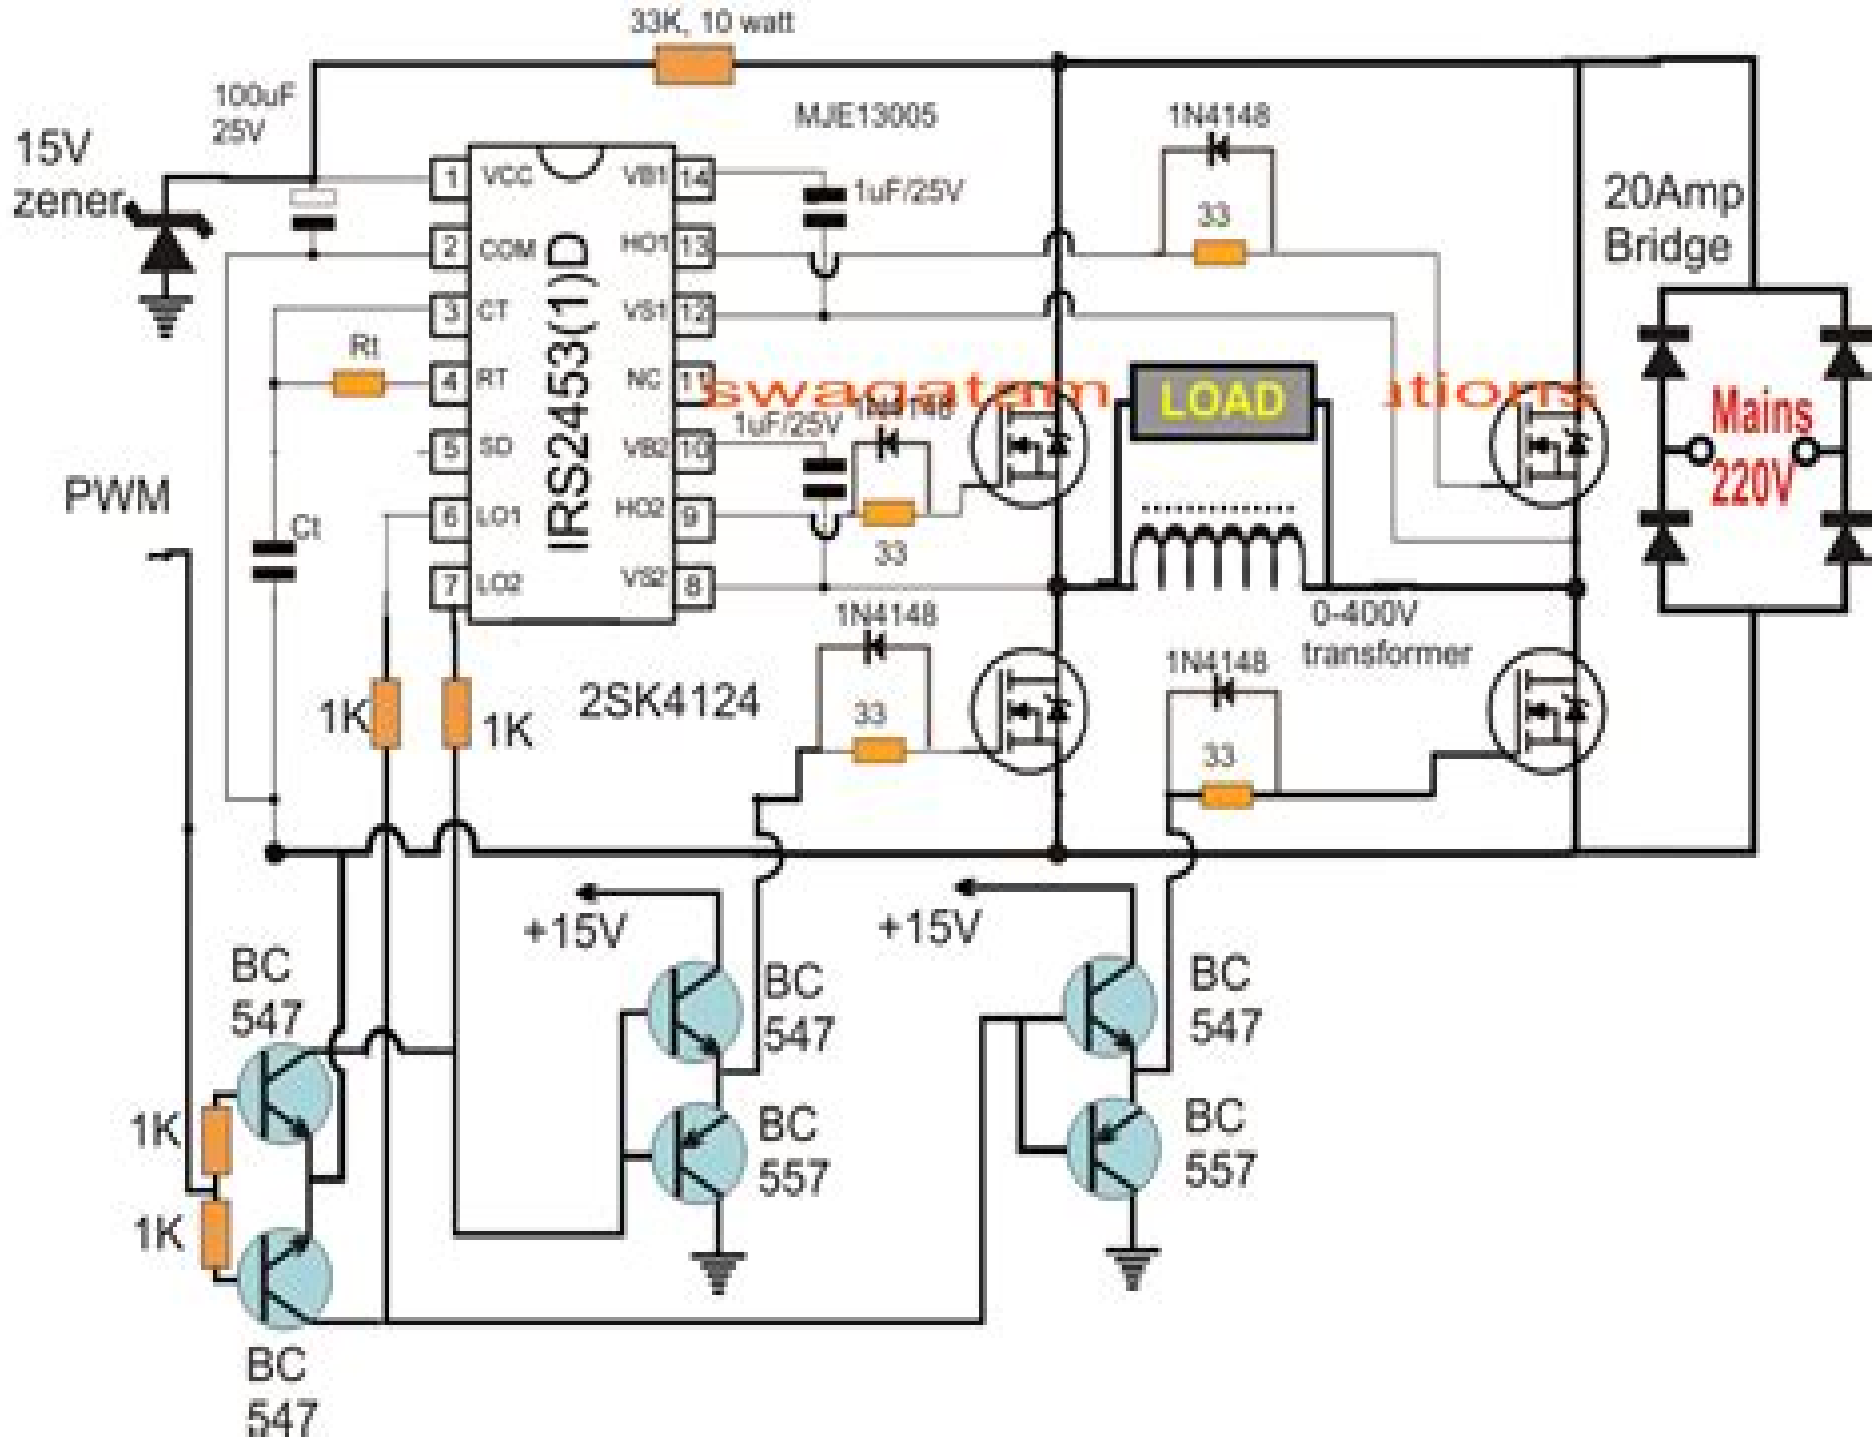 33K, 10 watt
100uF
25V
MJE13005
1N4148
15V
zener
1 VCC
VB1 14
1uF/25V
33
20Amp
Bridge
2 COM
HO1 13
3 CT
VS1 12
IRS2453(1)D
Rt
4 RT
NC 11
swagatam
utions
LOAD
Mains
220V
1N4148
1uF/25V
5 SD
VB2 10
PWM
6 LO1
HO2 9
Ct
33
7 LO2
VS2 8
1N4148
0-400V
transformer
1N4148
1K
1K
2SK4124
33
33
+15V
+15V
BC
547
BC
547
BC
547
1K
BC
557
BC
557
1K
BC
547